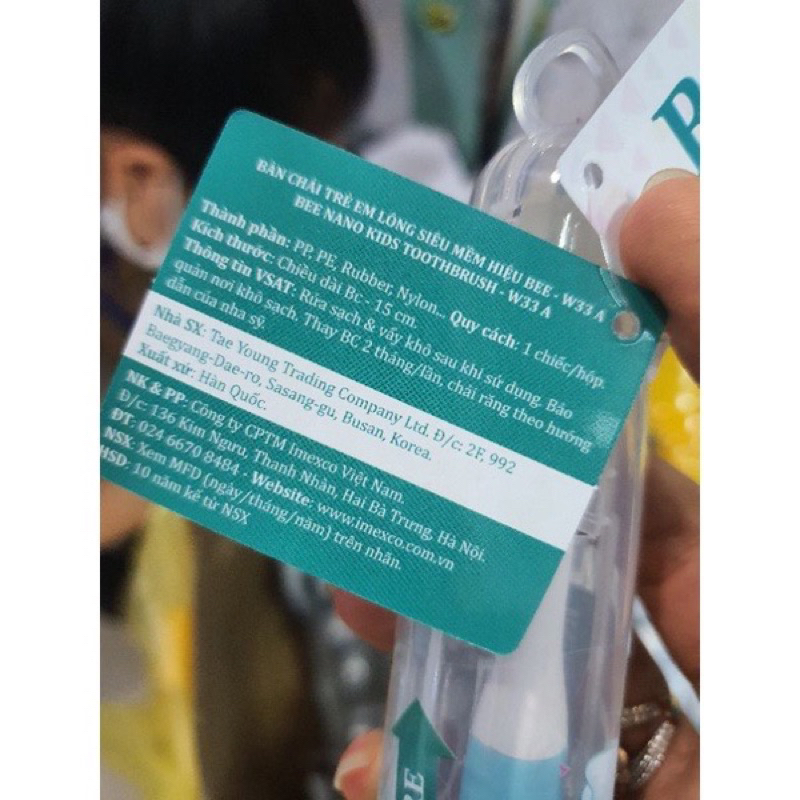 BÀN CHẢI TRẺ EM LÔNG SIÊU MỀM HIỆU BEE - W33 A
BEE NANO KIDS TOOTHBRUSH - W33 A
Thành phần: PP, PE, Rubber, Nylon... Quy cách: 1 chiếc/hộp.
Kích thước: Chiều dài Bc - 15 cm.
Thông tin VSAT: Rửa sạch & vẩy khô sau khi sử dụng. Bảo
quản nơi khô sạch. Thay BC 2 tháng/lần, chải răng theo hướng
dẫn của nha sỹ.
Nhà SX: Tae Young Trading Company Ltd. Đ/c: 2F, 992
Baegyang-Dae-ro, Sasang-gu, Busan, Korea.
Xuất xứ: Hàn Quốc.
NK & PP: Công ty CPTM Imexco Việt Nam.
Đ/c: 136 Kim Ngưu, Thanh Nhàn, Hai Bà Trưng, Hà Nội.
ĐT: 024 6670 8484 - Website: www.imexco.com.vn
NSX: Xem MFD (ngày/tháng/năm) trên nhãn.
HSD: 10 năm kể từ NSX